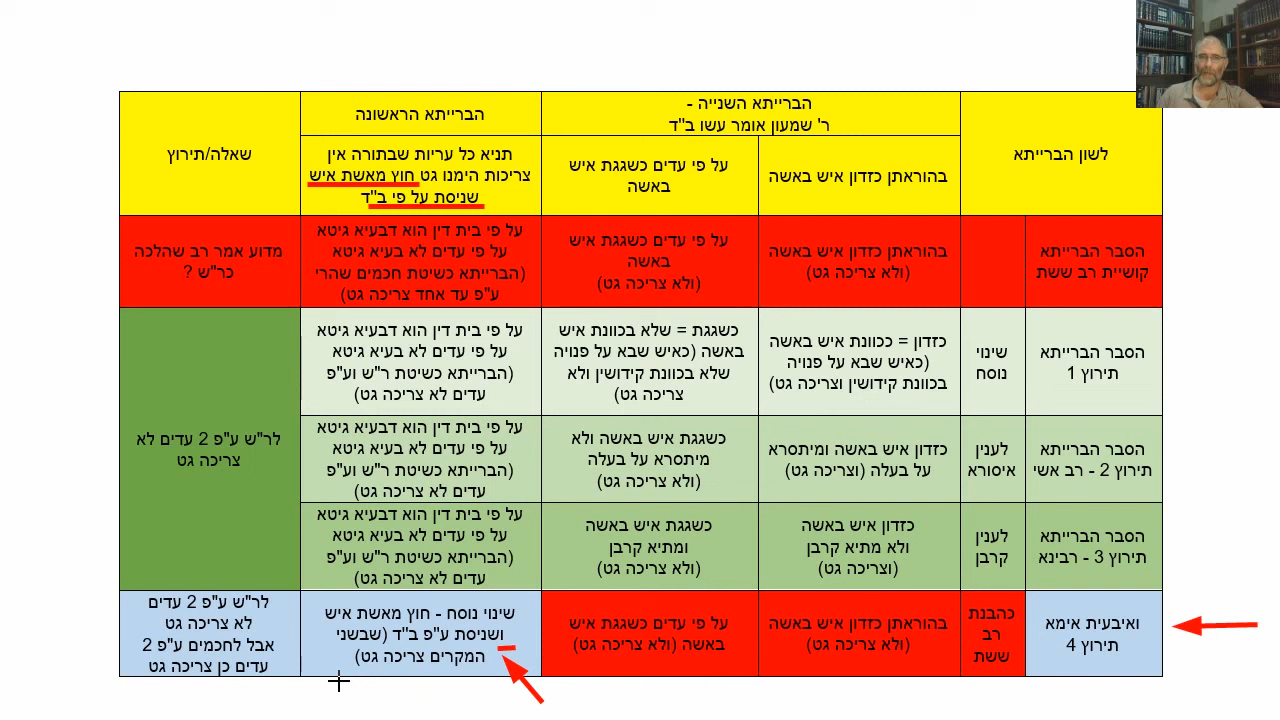 לשון הברייתא
הברייתא השנייה -
ר' שמעון אומר עשו ב"ד
הברייתא הראשונה
שאלה/תירוץ
בהוראתן כזדון איש באשה
על פי עדים כשגגת איש
באשה
תניא כל עריות שבתורה אין
צריכות הימנו גט חוץ מאשת איש
שניסת על פי ב"ד
הסבר הברייתא
קושיית רב ששת
בהוראתן כזדון איש באשה
(ולא צריכה גט)
על פי עדים כשגגת איש
באשה
(ולא צריכה גט)
על פי בית דין הוא דבעיא גיטא
על פי עדים לא בעיא גיטא
(הברייתא כשיטת חכמים שהרי
ע"פ עד אחד צריכה גט)
מדוע אמר רב שהלכה
כר"ש ?
הסבר הברייתא
תירוץ 1
שינוי
נוסח
כזדון = ככוונת איש באשה
(כאיש שבא על פנויה
בכוונת קידושין וצריכה גט)
כשגגת = שלא בכוונת איש
באשה (כאיש שבא על פנויה
שלא בכוונת קידושין ולא
צריכה גט)
על פי בית דין הוא דבעיא גיטא
על פי עדים לא בעיא גיטא
(הברייתא כשיטת ר"ש וע"פ
עדים לא צריכה גט)
לר"ש ע"פ 2 עדים לא
צריכה גט
הסבר הברייתא
תירוץ 2 - רב אשי
לענין
איסורא
כזדון איש באשה ומיתסרא
על בעלה (וצריכה גט)
כשגגת איש באשה ולא
מיתסרא על בעלה
(ולא צריכה גט)
על פי בית דין הוא דבעיא גיטא
על פי עדים לא בעיא גיטא
(הברייתא כשיטת ר"ש וע"פ
עדים לא צריכה גט)
הסבר הברייתא
תירוץ 3 - רבינא
לענין
קרבן
כזדון איש באשה
ולא מתיא קרבן
(וצריכה גט)
כשגגת איש באשה
ומתיא קרבן
(ולא צריכה גט)
על פי בית דין הוא דבעיא גיטא
על פי עדים לא בעיא גיטא
(הברייתא כשיטת ר"ש וע"פ
עדים לא צריכה גט)
ואיבעית אימא
תירוץ 4
כהבנת
רב
ששת
בהוראתן כזדון איש באשה
(ולא צריכה גט)
על פי עדים כשגגת איש
באשה (ולא צריכה גט)
שינוי נוסח - חוץ מאשת איש
ושניסת ע"פ ב"ד (שבשני
המקרים צריכה גט)
לר"ש ע"פ 2 עדים
לא צריכה גט
אבל לחכמים ע"פ 2
עדים כן צריכה גט